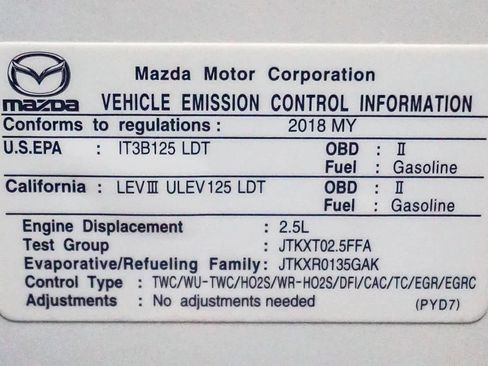 Mazda Motor Corporation
mazda VEHICLE EMISSION CONTROL INFORMATION
Conforms to regulations : 2018 MY
U.S.EPA : IT3B125 LDT OBD : II
Fuel : Gasoline
California : LEVIII ULEV125 LDT OBD : II
Fuel : Gasoline
Engine Displacement : 2.5L
Test Group : JTKXT02.5FFA
Evaporative/Refueling Family: JTKXR0135GAK
Control Type : TWC/WU-TWC/HO2S/WR-HO2S/DFI/CAC/TC/EGR/EGRC
Adjustments : No adjustments needed (PYD7)